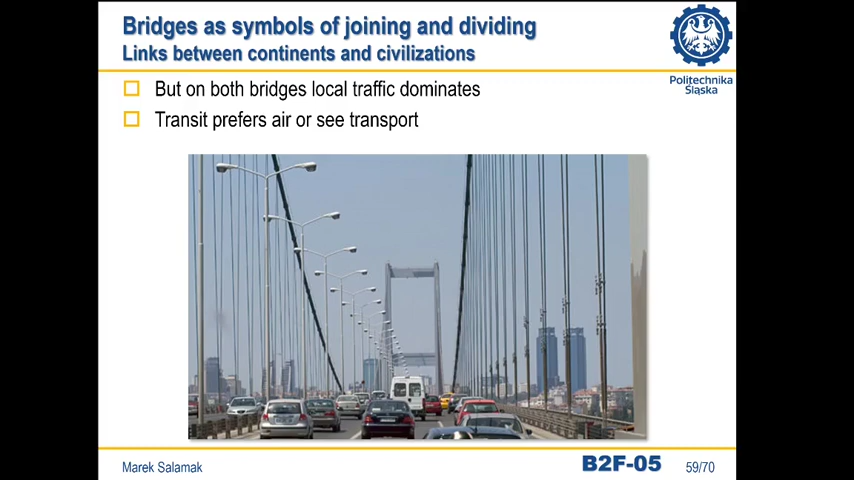 Bridges as symbols of joining and dividing
Links between continents and civilizations
Politechnika
Śląska
But on both bridges local traffic dominates
Transit prefers air or see transport
Marek Salamak
B2F-05
59/70